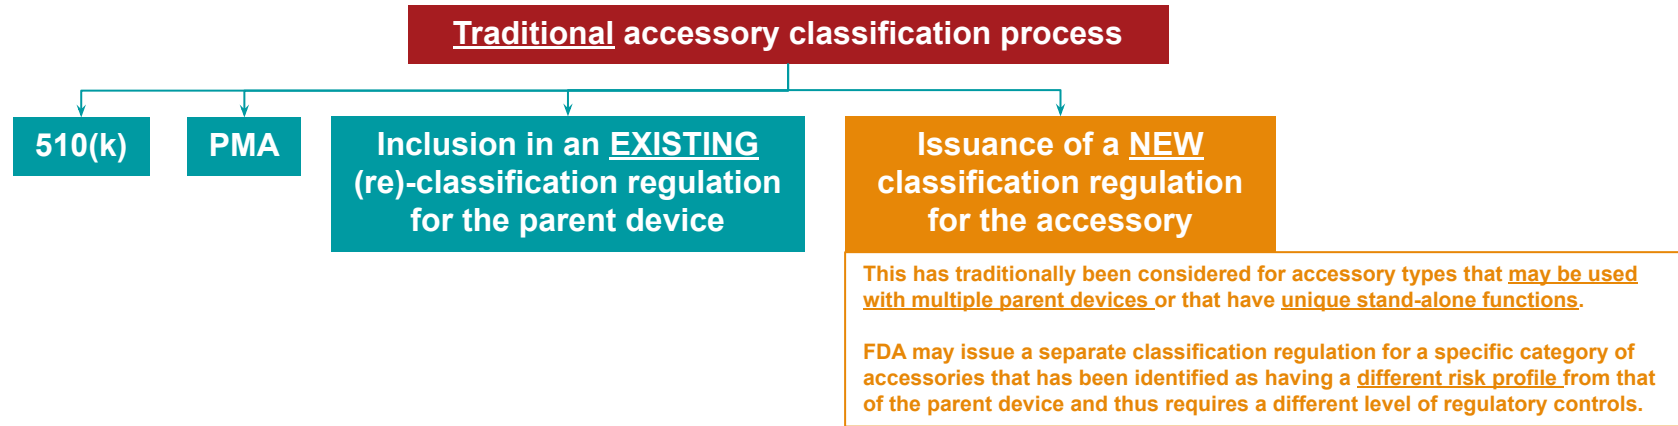 Traditional accessory classification process
510(k)
PMA
Inclusion in an EXISTING
(re)-classification regulation
for the parent device
Issuance of a NEW
classification regulation
for the accessory
This has traditionally been considered for accessory types that may be used
with multiple parent devices or that have unique stand-alone functions.
FDA may issue a separate classification regulation for a specific category of
accessories that has been identified as having a different risk profile from that
of the parent device and thus requires a different level of regulatory controls.